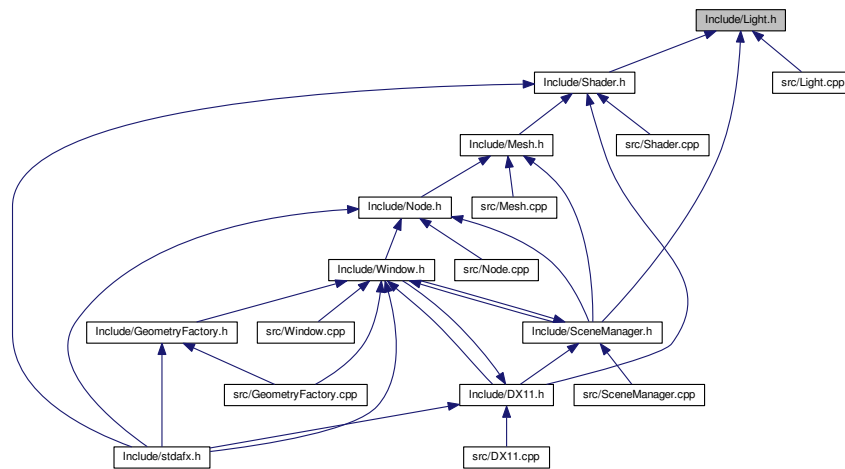 Include/Light.h
Include/Shader.h
src/Light.cpp
Include/Mesh.h
src/Shader.cpp
Include/Node.h
src/Mesh.cpp
Include/Window.h
src/Node.cpp
Include/GeometryFactory.h
src/Window.cpp
Include/SceneManager.h
src/GeometryFactory.cpp
Include/DX11.h
src/SceneManager.cpp
Include/stdafx.h
src/DX11.cpp